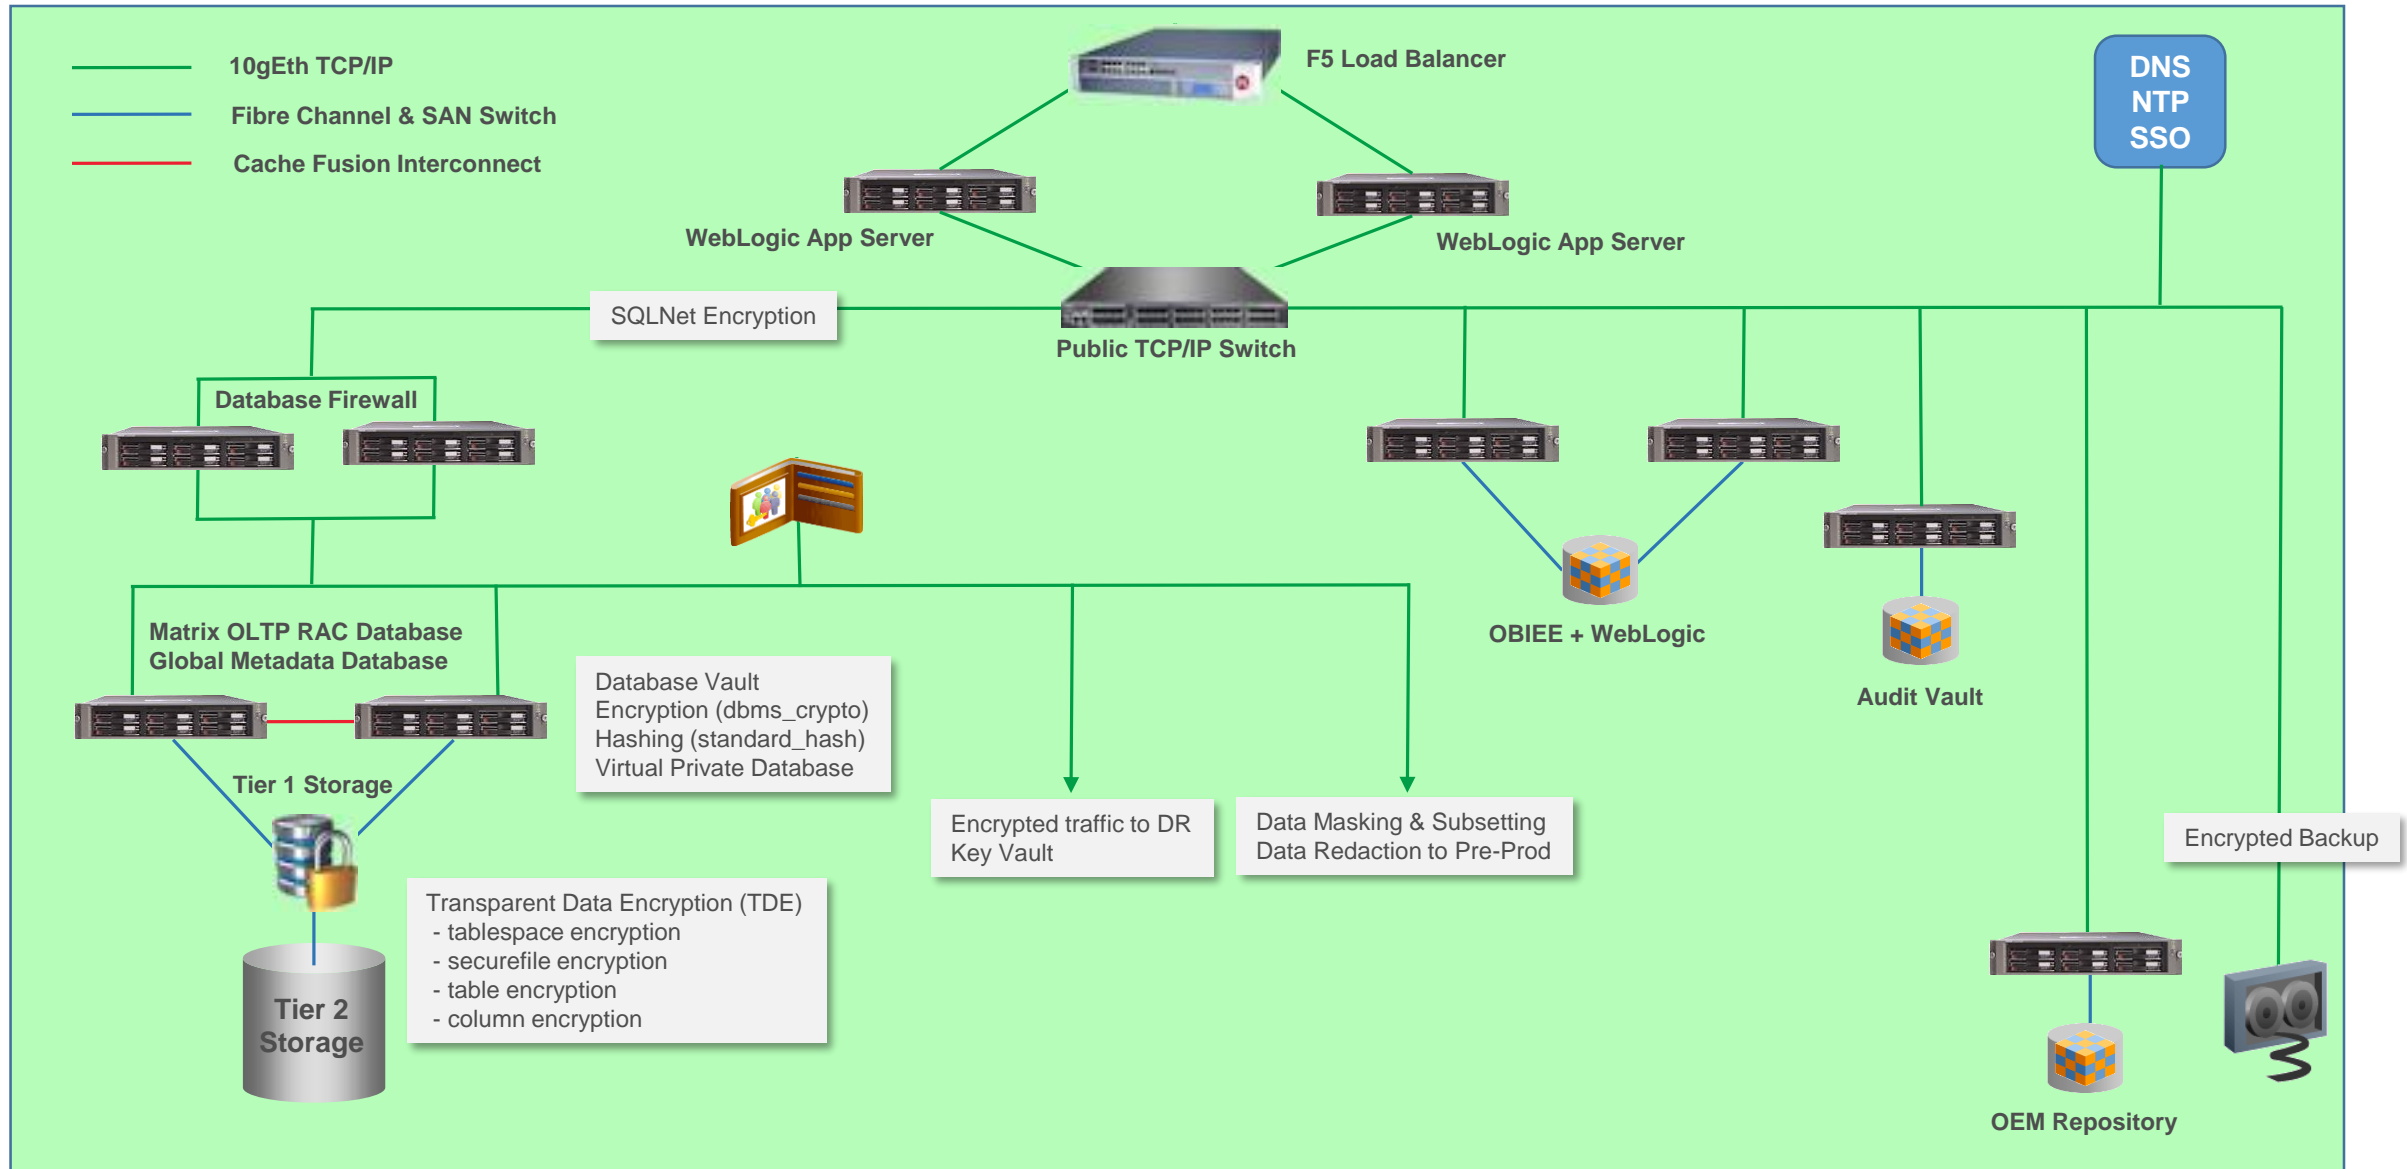 10gEth TCP/IP
Fibre Channel & SAN Switch
Cache Fusion Interconnect
F5 Load Balancer
DNS
NTP
SSO
WebLogic App Server
WebLogic App Server
SQLNet Encryption
Public TCP/IP Switch
Database Firewall
Matrix OLTP RAC Database
Global Metadata Database
OBIEE + WebLogic
Audit Vault
Database Vault
Encryption (dbms_crypto)
Hashing (standard_hash)
Virtual Private Database
Tier 1 Storage
Encrypted traffic to DR
Key Vault
Data Masking & Subsetting
Data Redaction to Pre-Prod
Encrypted Backup
Transparent Data Encryption (TDE)
- tablespace encryption
- securefile encryption
- table encryption
- column encryption
Tier 2
Storage
OEM Repository